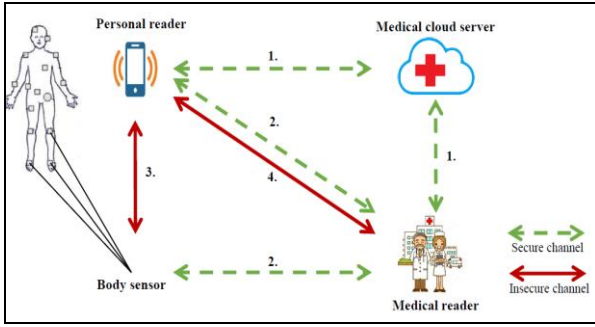 Personal reader
Medical cloud server
1.
2.
1.
3.
4.
2.
Body sensor
Medical reader
Secure channel
Insecure channel